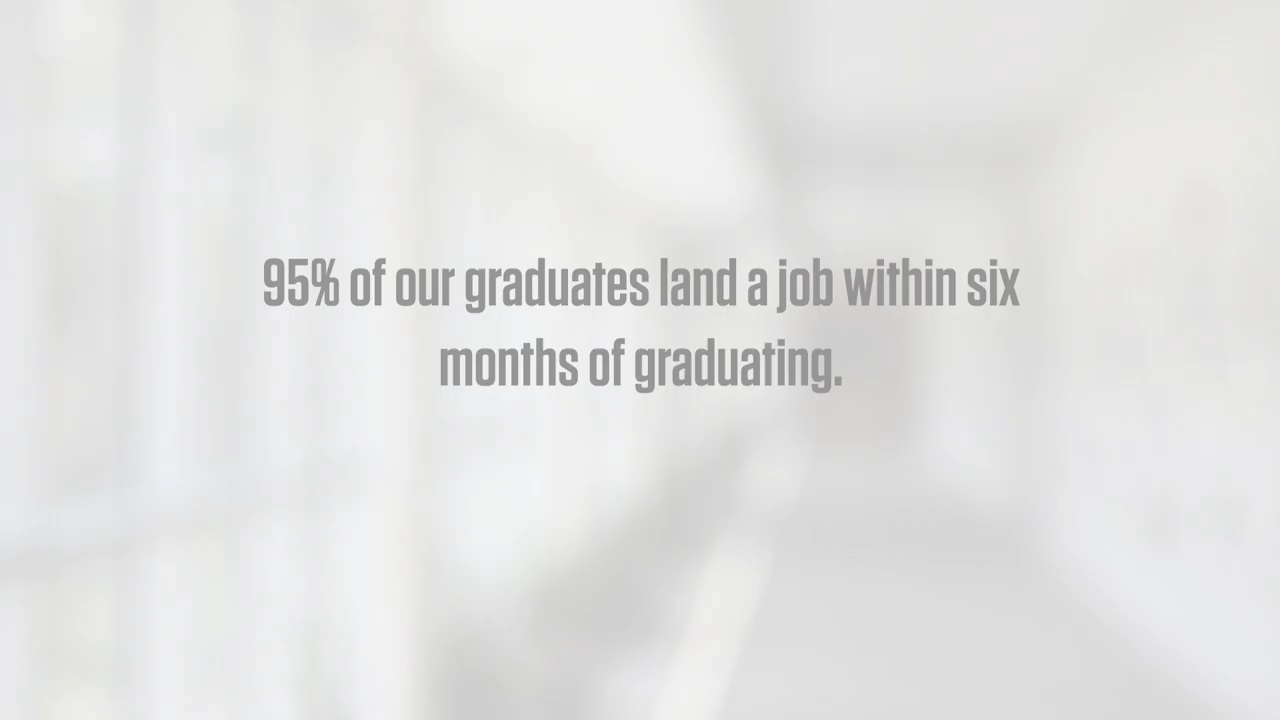 95% of our graduates land a job within six
months of graduating.